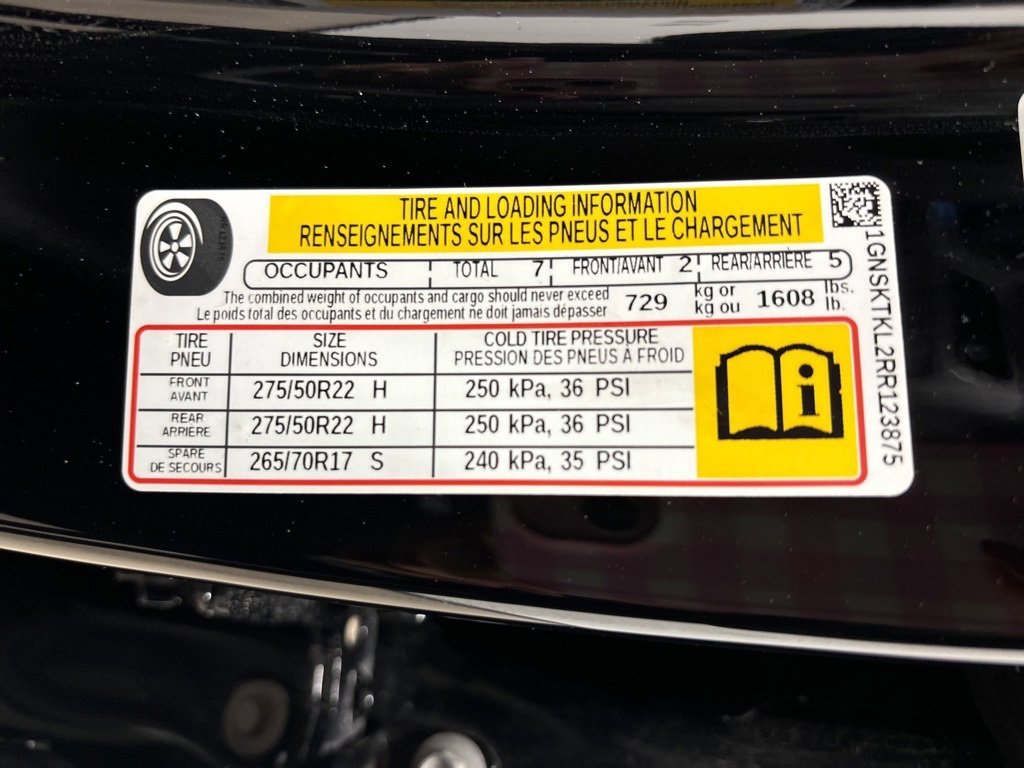 TIRE AND LOADING INFORMATION
RENSEIGNEMENTS SUR LES PNEUS ET LE CHARGEMENT
OCCUPANTS TOTAL 7 FRONT/AVANT 2 REAR/ARRIÈRE 5
The combined weight of occupants and cargo should never exceed 729 kg or 1608 lbs.
Le poids total des occupants et du chargement ne doit jamais dépasser kg ou lb.
TIRE SIZE COLD TIRE PRESSURE
PNEU DIMENSIONS PRESSION DES PNEUS À FROID
FRONT
AVANT 275/50R22 H 250 kPa, 36 PSI
REAR
ARRIÈRE 275/50R22 H 250 kPa, 36 PSI
SPARE
DE SECOURS 265/70R17 S 240 kPa, 35 PSI
i
1GNSKTKL2RR123875